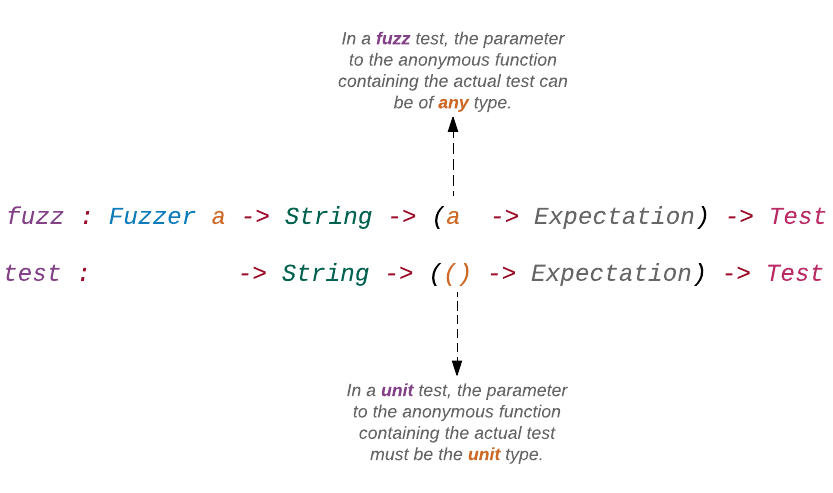 In a fuzz test, the parameter
to the anonymous function
containing the actual test can
be of any type.
fuzz : Fuzzer a -> String -> (a -> Expectation) -> Test
test : -> String -> (() -> Expectation) -> Test
In a unit test, the parameter
to the anonymous function
containing the actual test
must be the unit type.